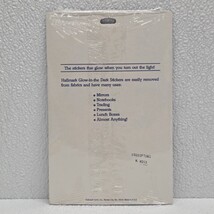 The stickers that glow when you turn out the light!
Hallmark Glow-in-the Dark Stickers are easily removed
from fabrics and have many uses:
Mirrors
Notebooks
Trading
Presents
Lunch Boxes
Almost Anything!